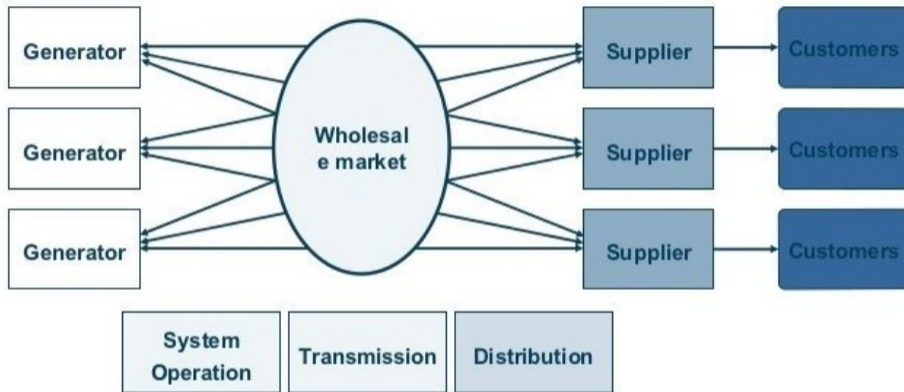 Generator
Supplier
Customers
Generator
Wholesal
e market
Supplier
Customers
Generator
Supplier
Customers
System
Operation
Transmission
Distribution